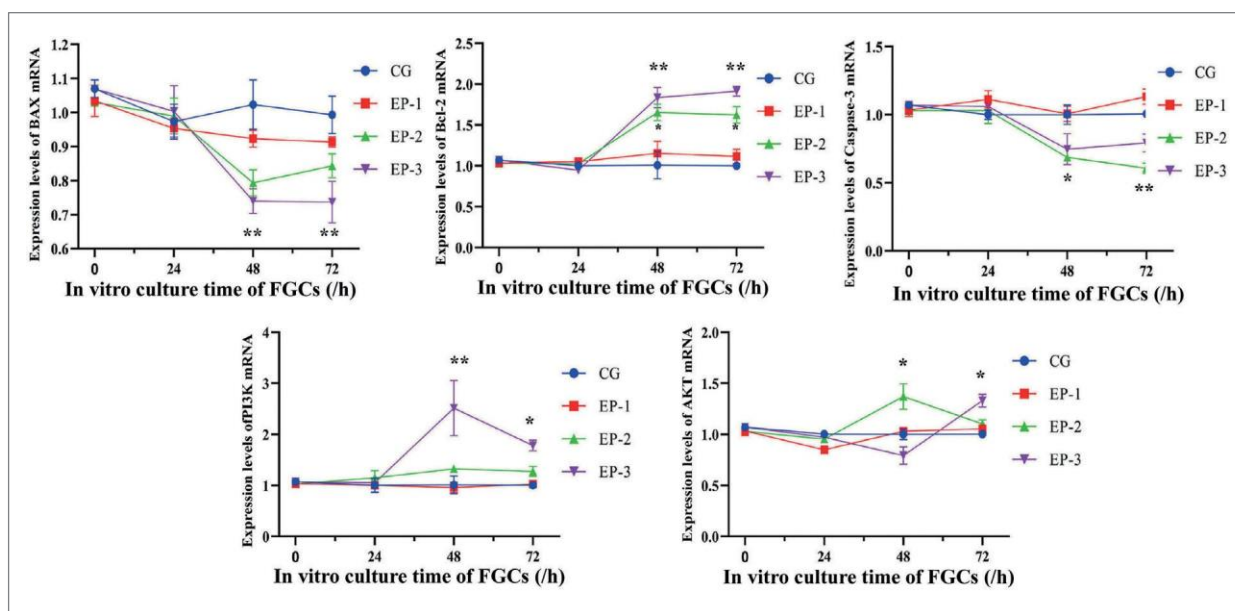 Expression levels of BAX mRNA
1.2
1.1
1.0
0.9
0.8
0.7
0.6
** **
0 24 48 72
In vitro culture time of FGCs (/h)
CG
EP-1
EP-2
EP-3
Expression levels of Bcl-2 mRNA
2.5
2.0
1.5
1.0
0.5
0.0
** **
* *
0 24 48 72
In vitro culture time of FGCs (/h)
CG
EP-1
EP-2
EP-3
Expression levels of Caspase-3 mRNA
1.5
1.0
0.5
0.0
* **
0 24 48 72
In vitro culture time of FGCs (/h)
CG
EP-1
EP-2
EP-3
Expression levels ofPI3K mRNA
4
3
2
1
0
**
*
0 24 48 72
In vitro culture time of FGCs (/h)
CG
EP-1
EP-2
EP-3
Expression levels of AKT mRNA
2.0
1.5
1.0
0.5
0.0
* *
0 24 48 72
In vitro culture time of FGCs (/h)
CG
EP-1
EP-2
EP-3